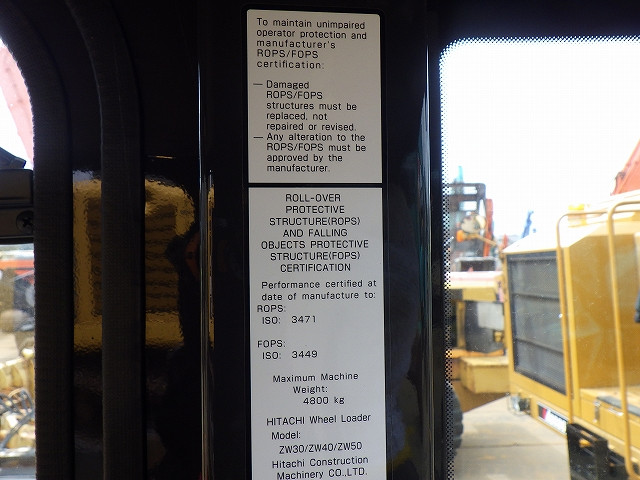 To maintain unimpaired
operator protection and
manufacturer's
ROPS/FOPS
certification:
— Damaged
ROPS/FOPS
structures must be
replaced, not
repaired or revised.
— Any alteration to the
ROPS/FOPS must be
approved by the
manufacturer.
ROLL-OVER
PROTECTIVE
STRUCTURE(ROPS)
AND FALLING
OBJECTS PROTECTIVE
STRUCTURE(FOPS)
CERTIFICATION
Performance certified at
date of manufacture to:
ROPS:
ISO: 3471
FOPS:
ISO: 3449
Maximum Machine
Weight:
4800 kg
HITACHI Wheel Loader
Model:
ZW30/ZW40/ZW50
Hitachi Construction
Machinery CO.,LTD.